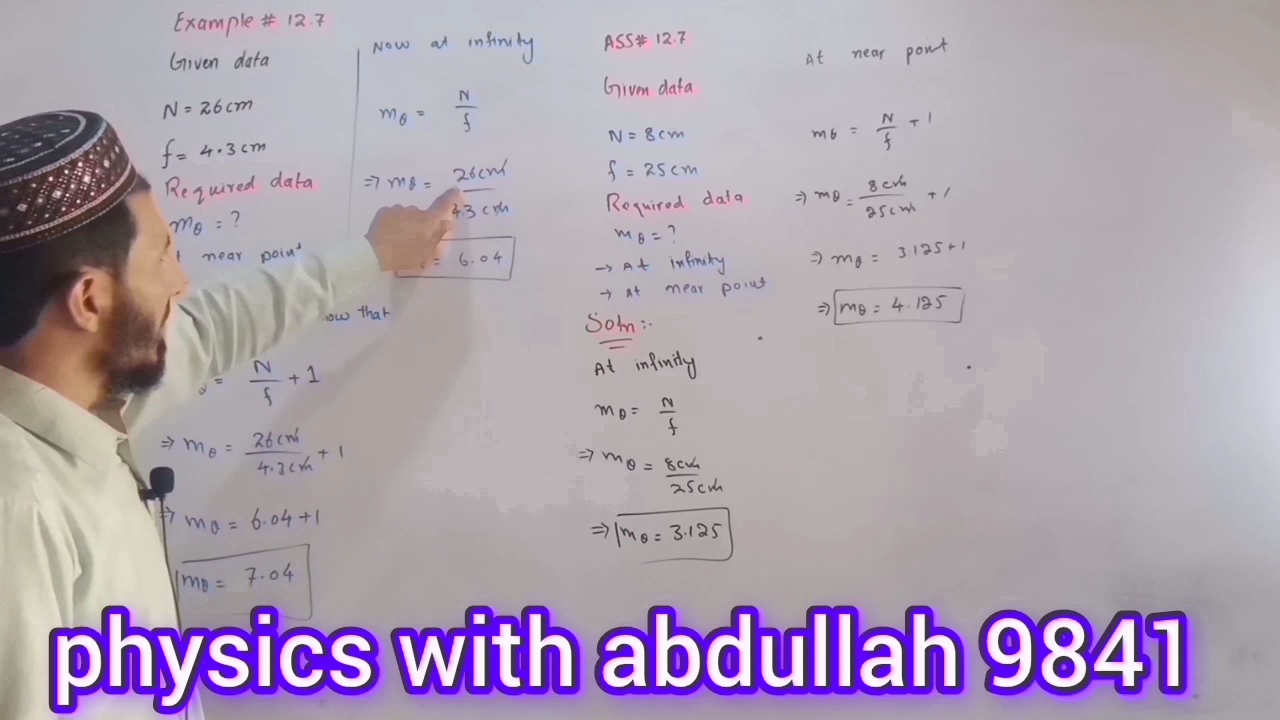 Example # 12.7
Given data
N = 26cm
f = 4.3cm
Required data
mθ = ?
near point
now that
= N/f + 1
⇒ mθ = 26cm/4.3cm + 1
⇒ mθ = 6.04+1
mθ = 7.04
Now at infinity
mθ = N/f
⇒ mθ = 26cm/4.3cm
= 6.04
ASS# 12.7
Given data
N = 8cm
f = 25cm
Required data
mθ = ?
→ At infinity
→ At near point
Soln:-
At infinity
mθ = N/f
⇒ mθ = 8cm/25cm
⇒ mθ = 3.125
At near point
mθ = N/f + 1
⇒ mθ = 8cm/25cm + 1
⇒ mθ = 3.125+1
⇒ mθ = 4.125
physics with abdullah 9841